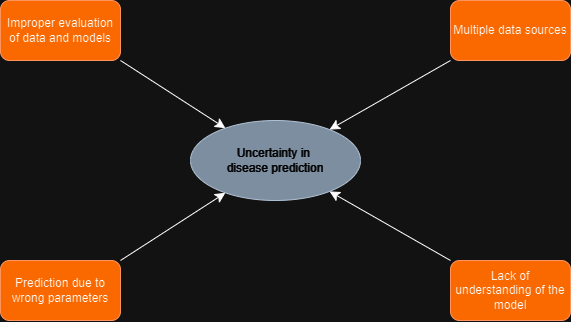 Improper evaluation
of data and models
Multiple data sources
Uncertainty in
disease prediction
Prediction due to
wrong parameters
Lack of
understanding of the
model